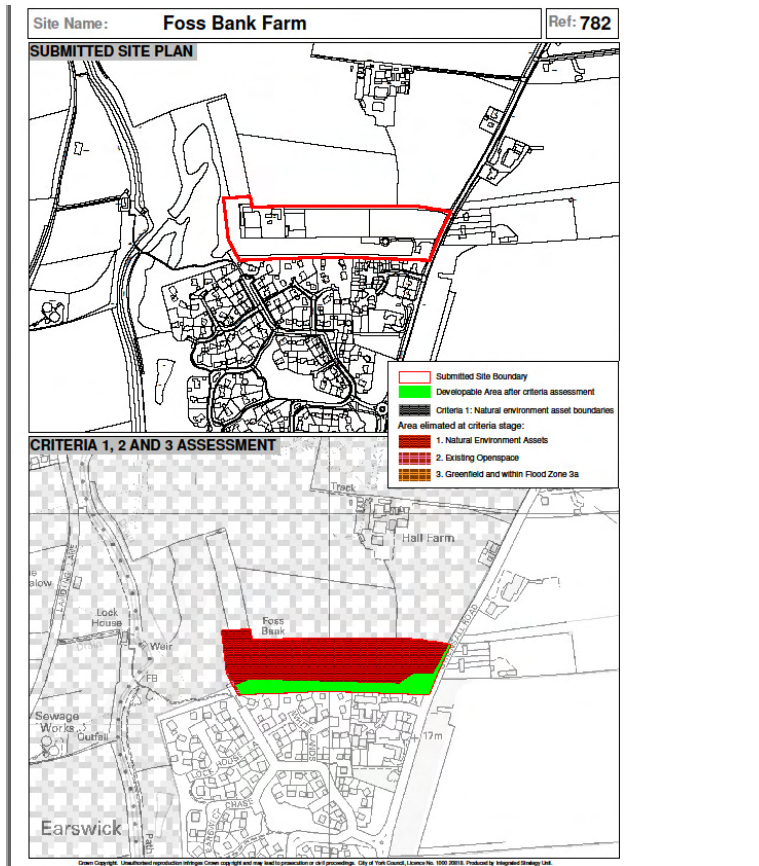 Site Name: Foss Bank Farm Ref: 782
SUBMITTED SITE PLAN
Submitted Site Boundary
Developable Area after criteria assessment
Criteria 1: Natural environment asset boundaries
Area elimated at criteria stage:
1. Natural Environment Assets
2. Existing Openspace
3. Greenfield and within Flood Zone 3a
CRITERIA 1, 2 AND 3 ASSESSMENT
Track
Hall Farm
Lock
House
Foss
Bank
Weir
FB
Sewage
Works
Outfall
17m
CHASE
Earswick
Path
Crown Copyright. Unauthorised reproduction infringes Crown copyright and may lead to prosecution or civil proceedings. City of York Council, Licence No. 1000 20818. Produced by Integrated Strategy Unit.